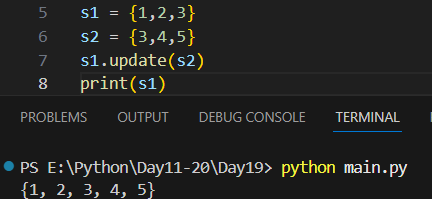 5 s1 = {1,2,3}
6 s2 = {3,4,5}
7 s1.update(s2)
8 print(s1)
PROBLEMS OUTPUT DEBUG CONSOLE TERMINAL
PS E:\Python\Day11-20\Day19> python main.py
{1, 2, 3, 4, 5}